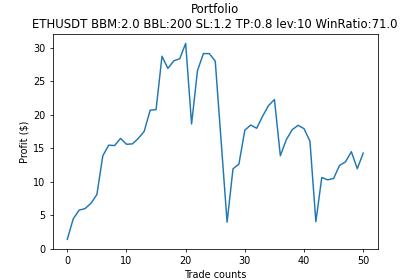 Portfolio
ETHUSDT BBM:2.0 BBL:200 SL:1.2 TP:0.8 lev:10 WinRatio:71.0
30
25
20
15
10
5
0
Profit ($)
0 10 20 30 40 50
Trade counts